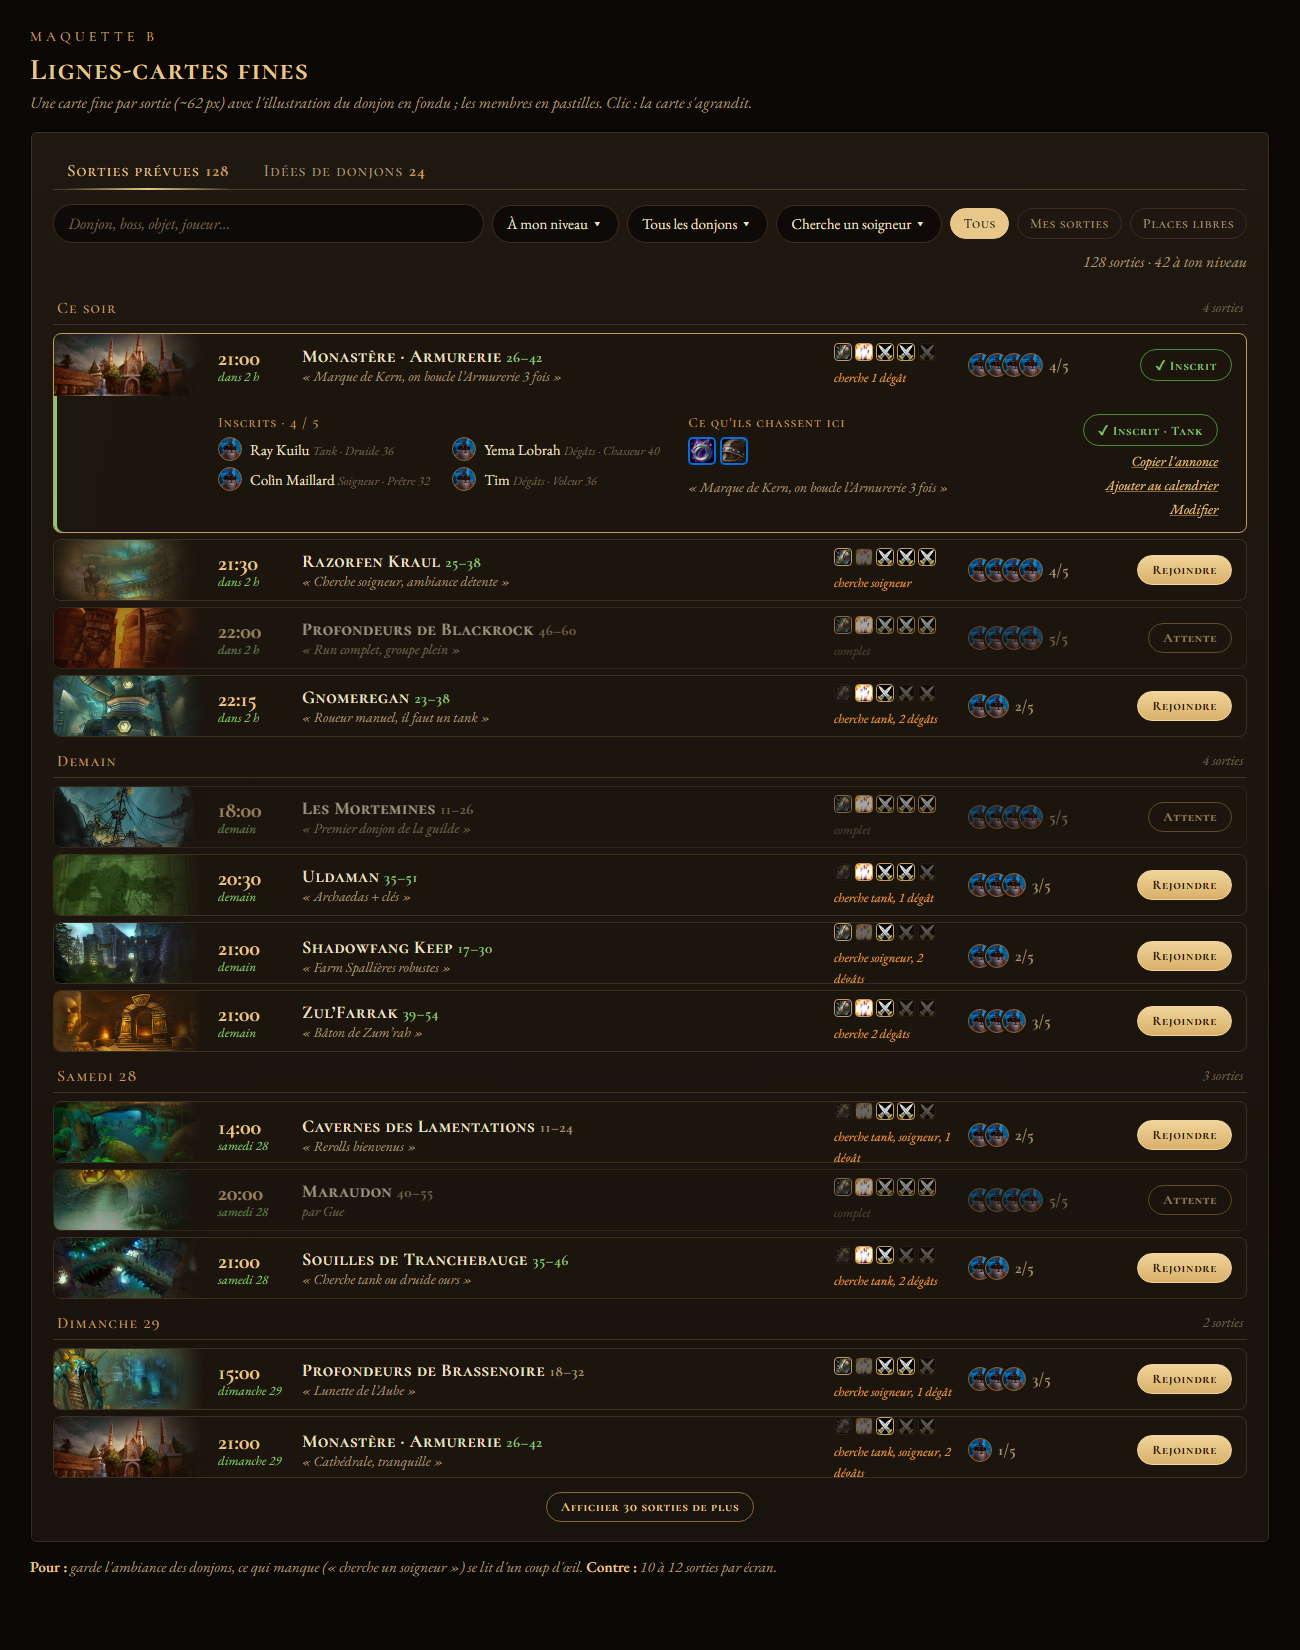 MAQUETTE B
Lignes-cartes fines
Une carte fine par sortie (~62 px) avec l'illustration du donjon en fondu ; les membres en pastilles. Clic : la carte s'agrandit.
Sorties prévues 128 Idées de donjons 24
Donjon, boss, objet, joueur... À mon niveau ▾ Tous les donjons ▾ Cherche un soigneur ▾ Tous Mes sorties Places libres
128 sorties · 42 à ton niveau
Ce soir 4 sorties
21:00 Monastère · Armurerie 26–42 4/5 ✓ Inscrit
dans 2 h « Marque de Kern, on boucle l'Armurerie 3 fois » cherche 1 dégât
Inscrits · 4 / 5 Ce qu'ils chassent ici ✓ Inscrit · Tank
Ray Kuilu Tank · Druide 36 Yema Lobrah Dégâts · Chasseur 40
Copier l'annonce
Colin Maillard Soigneur · Prêtre 32 Tim Dégâts · Voleur 36
« Marque de Kern, on boucle l'Armurerie 3 fois » Ajouter au calendrier
Modifier
21:30 Razorfen Kraul 25–38 4/5 Rejoindre
dans 2 h « Cherche soigneur, ambiance détente » cherche soigneur
22:00 Profondeurs de Blackrock 46–60 5/5 Attente
dans 2 h « Run complet, groupe plein » complet
22:15 Gnomeregan 23–38 2/5 Rejoindre
dans 2 h « Roueur manuel, il faut un tank » cherche tank, 2 dégâts
Demain 4 sorties
18:00 Les Mortemines 11–26 5/5 Attente
demain « Premier donjon de la guilde » complet
20:30 Uldaman 35–51 3/5 Rejoindre
demain « Archaedas + clés » cherche tank, 1 dégât
21:00 Shadowfang Keep 17–30 2/5 Rejoindre
demain « Farm Spallières robustes » cherche soigneur, 2
dégâts
21:00 Zul'Farrak 39–54 3/5 Rejoindre
demain « Bâton de Zum'rah » cherche 2 dégâts
Samedi 28 3 sorties
14:00 Cavernes des Lamentations 11–24 2/5 Rejoindre
samedi 28 « Rerolls bienvenus » cherche tank, soigneur, 1
dégât
20:00 Maraudon 40–55 5/5 Attente
samedi 28 par Gue complet
21:00 Souilles de Tranchebauge 35–46 2/5 Rejoindre
samedi 28 « Cherche tank ou druide ours » cherche tank, 2 dégâts
Dimanche 29 2 sorties
15:00 Profondeurs de Brassenoire 18–32 3/5 Rejoindre
dimanche 29 « Lunette de l'Aube » cherche soigneur, 1 dégât
21:00 Monastère · Armurerie 26–42 1/5 Rejoindre
dimanche 29 « Cathédrale, tranquille » cherche tank, soigneur, 2
dégâts
Afficher 30 sorties de plus
Pour : garde l'ambiance des donjons, ce qui manque (« cherche un soigneur ») se lit d'un coup d'œil. Contre : 10 à 12 sorties par écran.